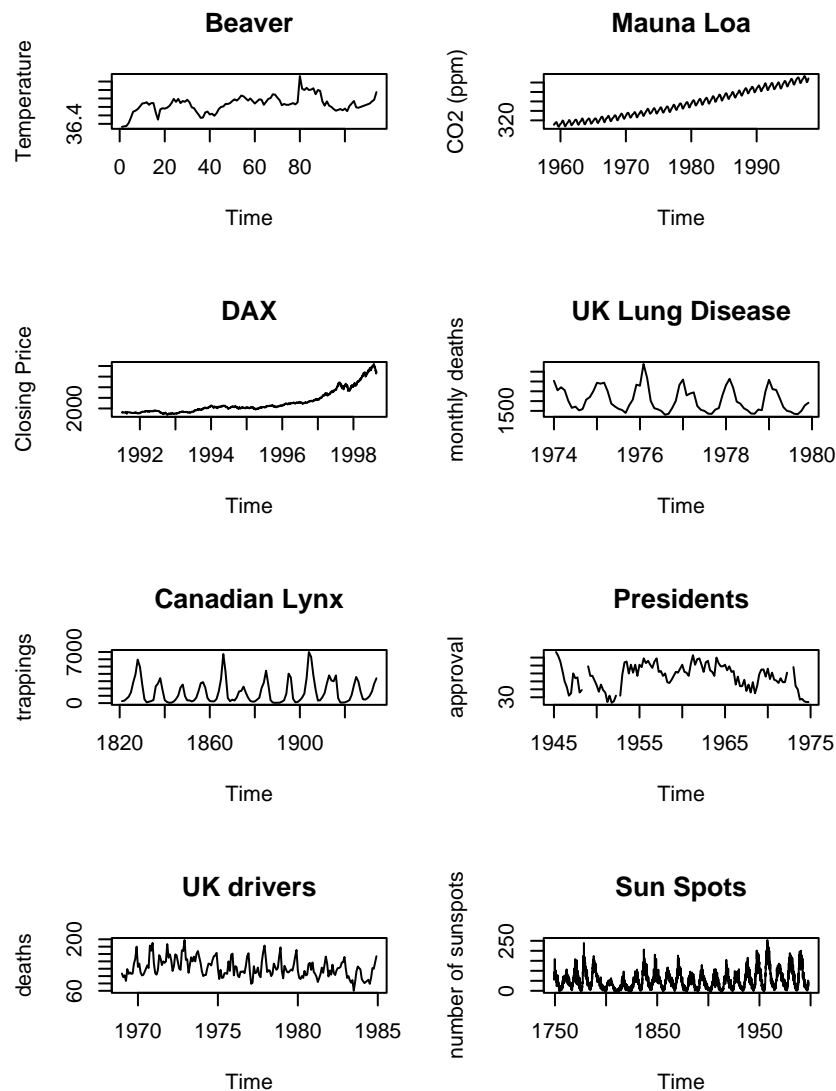 Beaver
Temperature
36.4
0 20 40 60 80
Time
Mauna Loa
CO2 (ppm)
320
1960 1970 1980 1990
Time
DAX
Closing Price
2000
1992 1994 1996 1998
Time
UK Lung Disease
monthly deaths
1500
1974 1976 1978 1980
Time
Canadian Lynx
trappings
7000
0
1820 1860 1900
Time
Presidents
approval
30
1945 1955 1965 1975
Time
UK drivers
deaths
200
60
1970 1975 1980 1985
Time
Sun Spots
number of sunspots
250
0
1750 1850 1950
Time